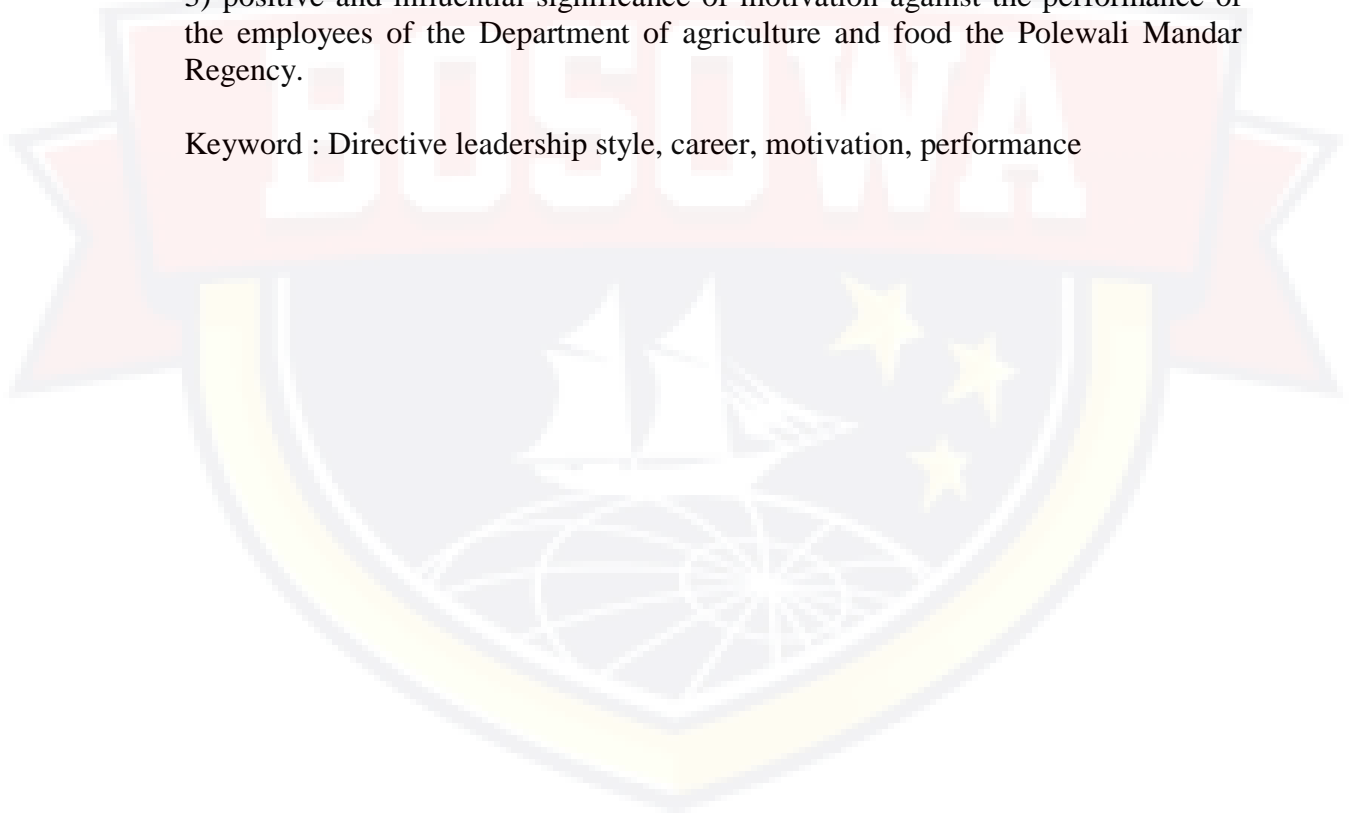 3) positive and influential significance of motivation against the performance of
the employees of the Department of agriculture and food the Polewali Mandar
Regency.
Keyword : Directive leadership style, career, motivation, performance
BOSOWA